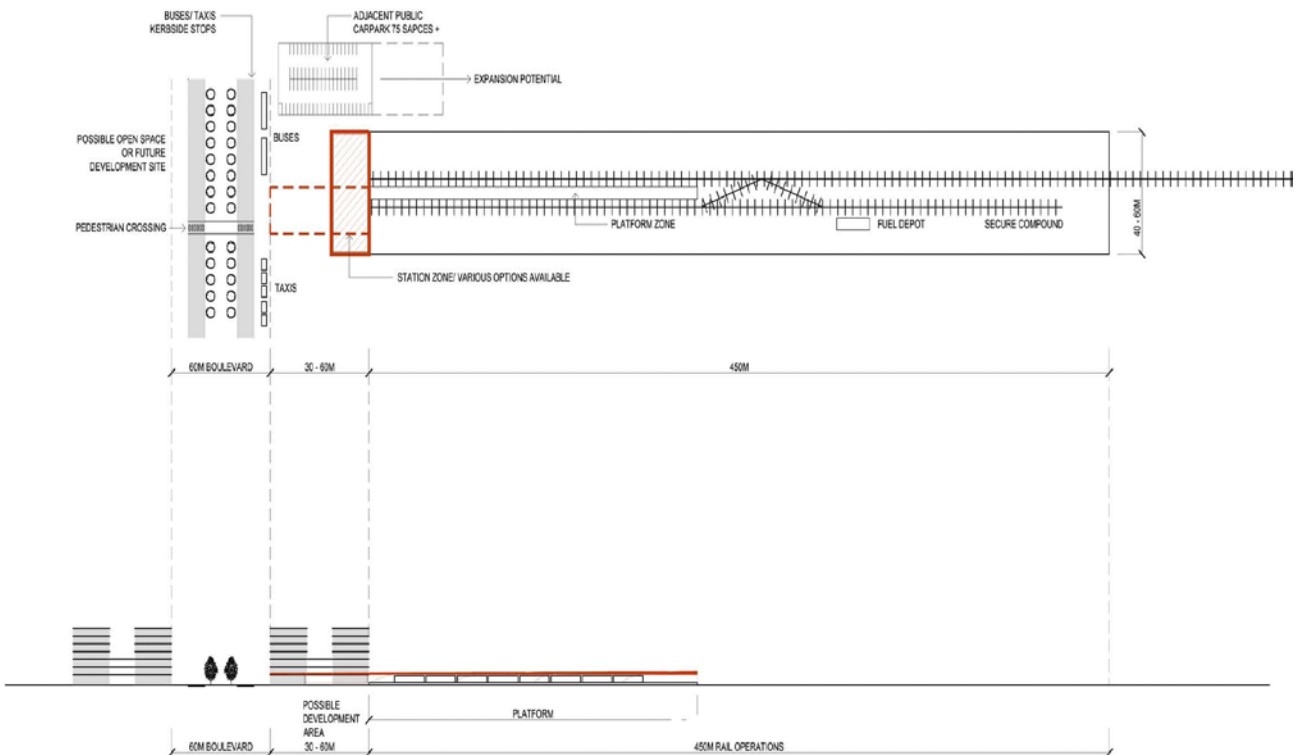 BUSES/ TAXIS
KERBSIDE STOPS
ADJACENT PUBLIC
CARPARK 75 SAPCES +
EXPANSION POTENTIAL
POSSIBLE OPEN SPACE
OR FUTURE
DEVELOPMENT SITE
BUSES
PEDESTRIAN CROSSING
PLATFORM ZONE
FUEL DEPOT
SECURE COMPOUND
40 - 60M
STATION ZONE/ VARIOUS OPTIONS AVAILABLE
TAXIS
60M BOULEVARD
30 - 60M
450M
POSSIBLE
DEVELOPMENT
AREA
PLATFORM
60M BOULEVARD
30 - 60M
450M RAIL OPERATIONS